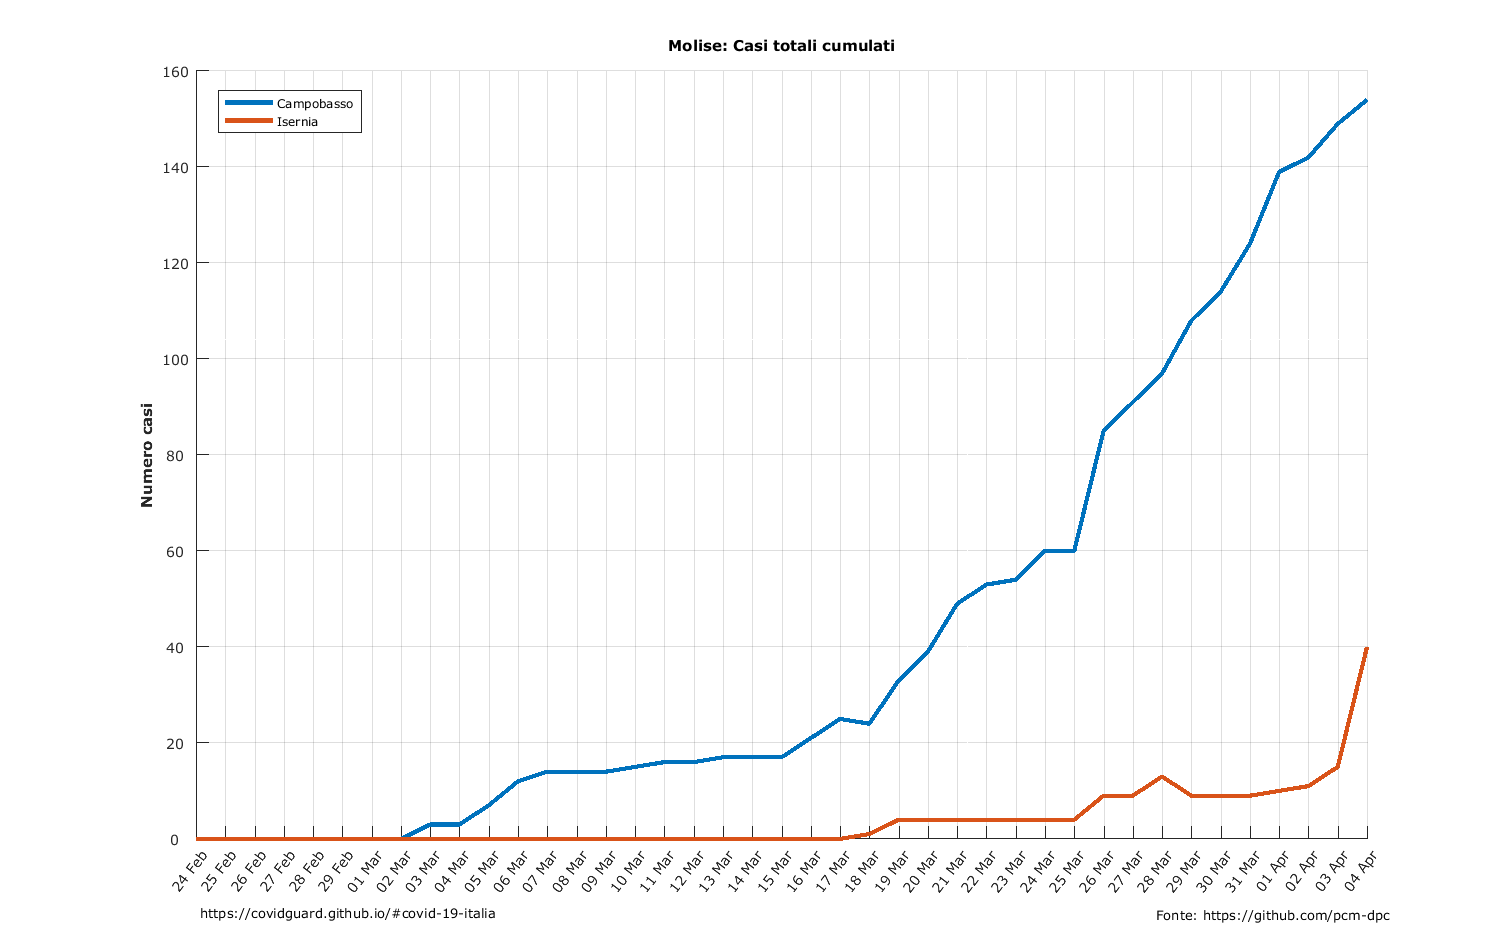 Molise: Casi totali cumulati
Campobasso
Isernia
Numero casi
160
140
120
100
80
60
40
20
0
24 Feb
25 Feb
26 Feb
27 Feb
28 Feb
29 Feb
01 Mar
02 Mar
03 Mar
04 Mar
05 Mar
06 Mar
07 Mar
08 Mar
09 Mar
10 Mar
11 Mar
12 Mar
13 Mar
14 Mar
15 Mar
16 Mar
17 Mar
18 Mar
19 Mar
20 Mar
21 Mar
22 Mar
23 Mar
24 Mar
25 Mar
26 Mar
27 Mar
28 Mar
29 Mar
30 Mar
31 Mar
01 Apr
02 Apr
03 Apr
04 Apr
https://covidguard.github.io/#covid-19-italia
Fonte: https://github.com/pcm-dpc